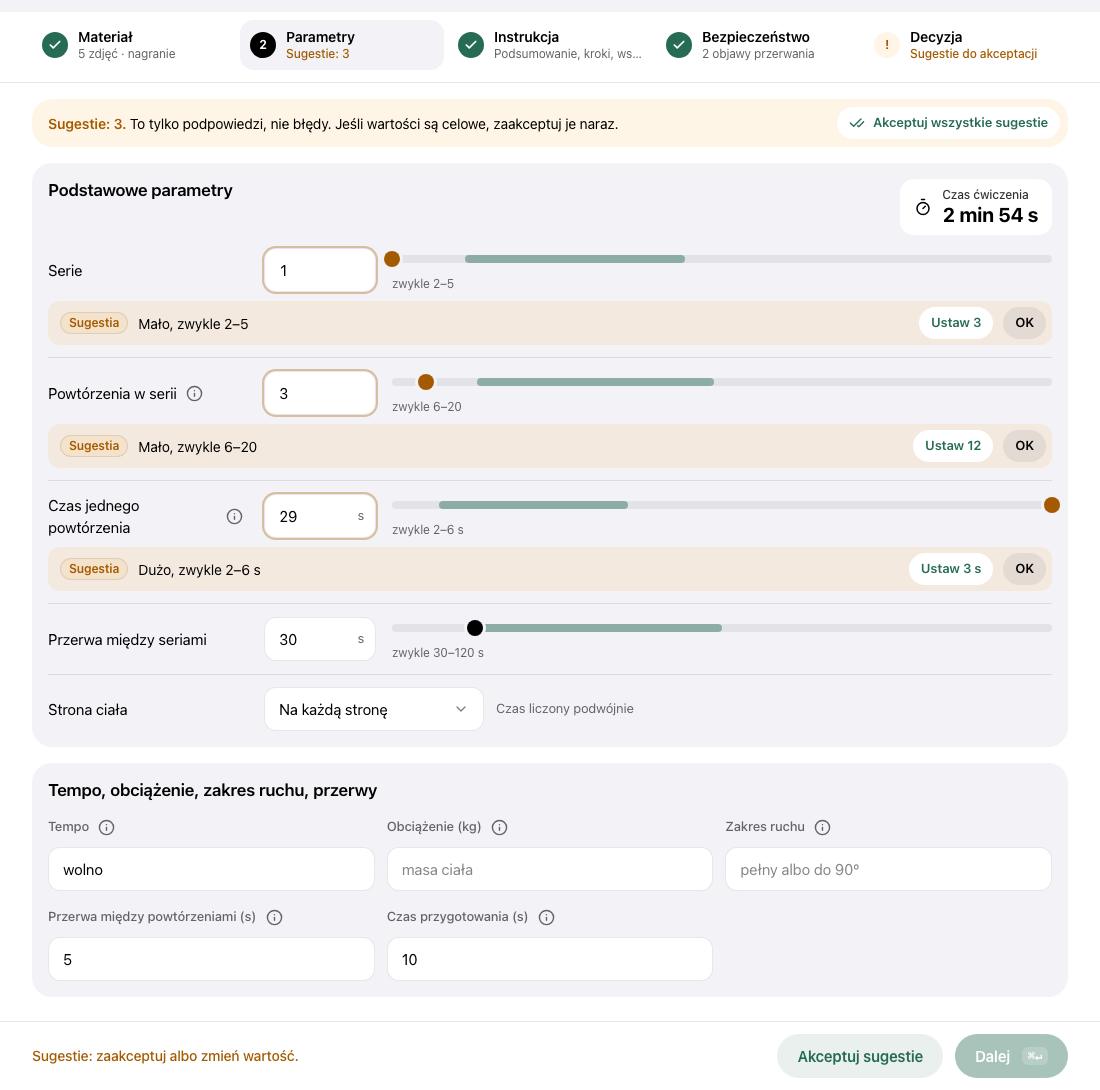 Materiał
5 zdjęć · nagranie
2
Parametry
Sugestie: 3
Instrukcja
Podsumowanie, kroki, ws...
Bezpieczeństwo
2 objawy przerwania
!
Decyzja
Sugestie do akceptacji
Sugestie: 3. To tylko podpowiedzi, nie błędy. Jeśli wartości są celowe, zaakceptuj je naraz.
Akceptuj wszystkie sugestie
Podstawowe parametry
Czas ćwiczenia
2 min 54 s
Serie
1
zwykle 2–5
Sugestia Mało, zwykle 2–5
Ustaw 3
OK
Powtórzenia w serii
3
zwykle 6–20
Sugestia Mało, zwykle 6–20
Ustaw 12
OK
Czas jednego
powtórzenia
29 s
zwykle 2–6 s
Sugestia Dużo, zwykle 2–6 s
Ustaw 3 s
OK
Przerwa między seriami
30 s
zwykle 30–120 s
Strona ciała
Na każdą stronę
Czas liczony podwójnie
Tempo, obciążenie, zakres ruchu, przerwy
Tempo
wolno
Obciążenie (kg)
masa ciała
Zakres ruchu
pełny albo do 90°
Przerwa między powtórzeniami (s)
5
Czas przygotowania (s)
10
Sugestie: zaakceptuj albo zmień wartość.
Akceptuj sugestie
Dalej ⌘↵